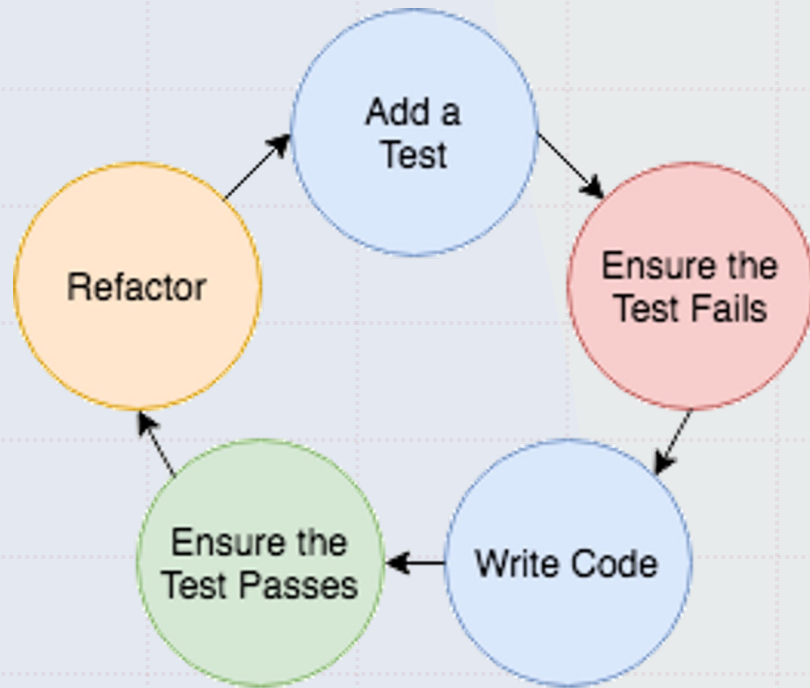 Add a
Test
Ensure the
Test Fails
Refactor
Ensure the
Test Passes
Write Code